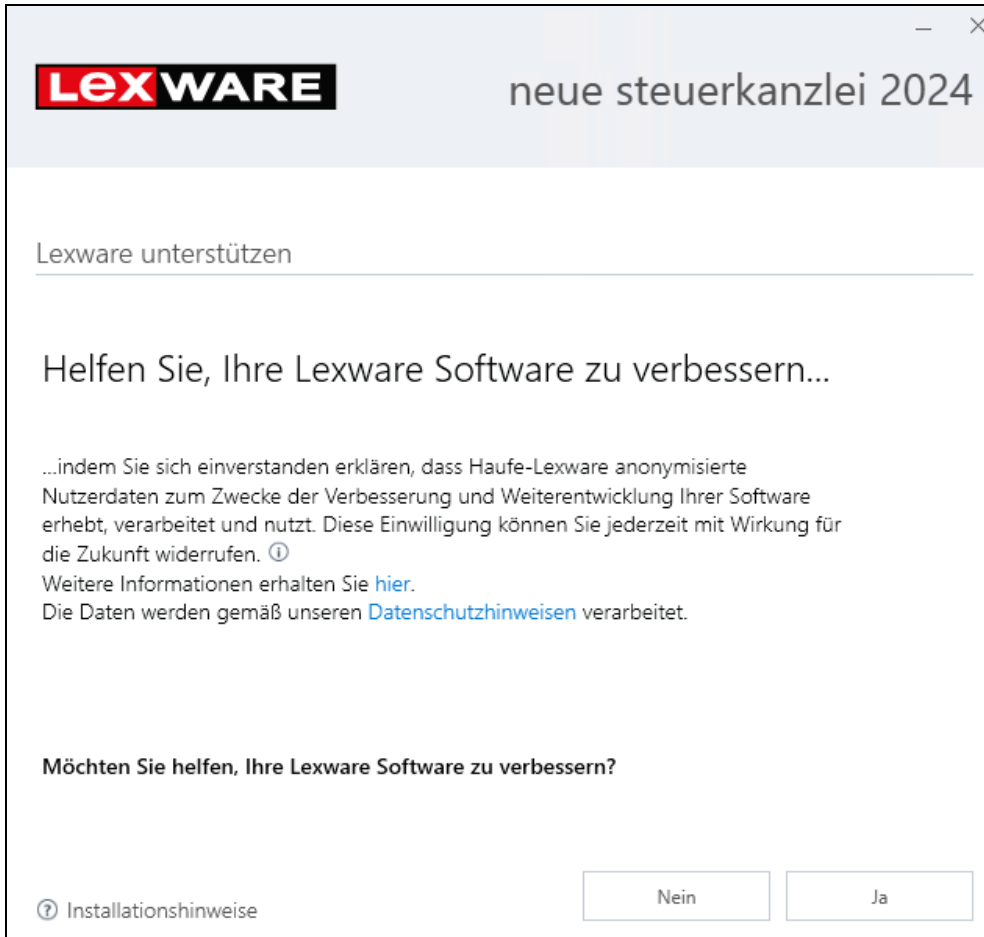 LEXWARE
neue steuerkanzlei 2024
Lexware unterstützen
Helfen Sie, Ihre Lexware Software zu verbessern...
...indem Sie sich einverstanden erklären, dass Haufe-Lexware anonymisierte
Nutzerdaten zum Zwecke der Verbesserung und Weiterentwicklung Ihrer Software
erhebt, verarbeitet und nutzt. Diese Einwilligung können Sie jederzeit mit Wirkung für
die Zukunft widerrufen.
Weitere Informationen erhalten Sie hier.
Die Daten werden gemäß unseren Datenschutzhinweisen verarbeitet.
Möchten Sie helfen, Ihre Lexware Software zu verbessern?
Installationshinweise
Nein
Ja